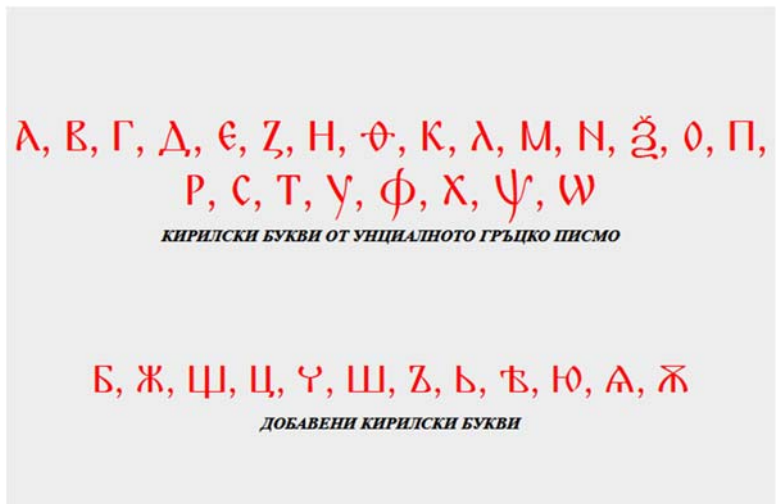 А, В, Г, Д, Є, Ζ, Н, Ѳ, К, Λ, М, N, Ѯ, О, П,
Р, С, Т, У, Ф, Х, Ѱ, Ѡ
КИРИЛСКИ БУКВИ ОТ УНЦИАЛНОТО ГРЪЦКО ПИСМО
Б, Ж, Щ, Ц, Ҁ, Ш, Ъ, Ь, Ѣ, Ю, Ѧ, Ѫ
ДОБАВЕНИ КИРИЛСКИ БУКВИ